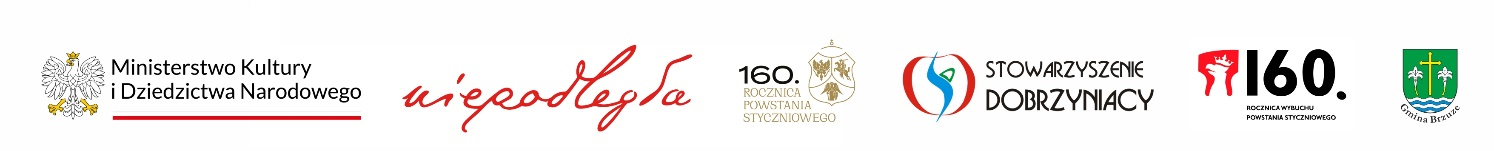 Ministerstwo Kultury
i Dziedzictwa Narodowego
niepodległa
160.
ROCZNICA
POWSTANIA
STYCZNIOWEGO
STOWARZYSZENIE
DOBRZYNIACY
160.
ROCZNICA WYBUCHU
POWSTANIA STYCZNIOWEGO
Gmina Brzuze